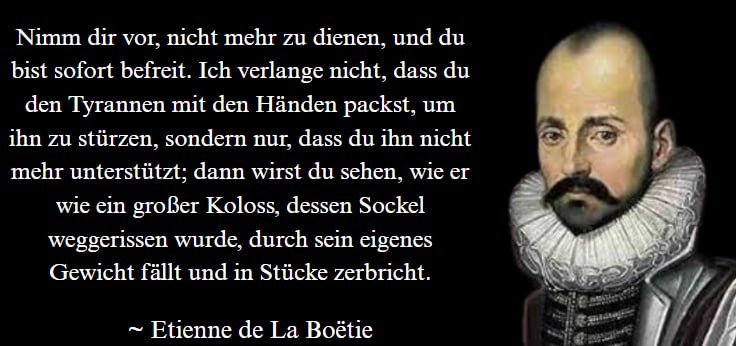 Nimm dir vor, nicht mehr zu dienen, und du
bist sofort befreit. Ich verlange nicht, dass du
den Tyrannen mit den Händen packst, um
ihn zu stürzen, sondern nur, dass du ihn nicht
mehr unterstützt; dann wirst du sehen, wie er
wie ein großer Koloss, dessen Sockel
weggerissen wurde, durch sein eigenes
Gewicht fällt und in Stücke zerbricht.
~ Etienne de La Boëtie